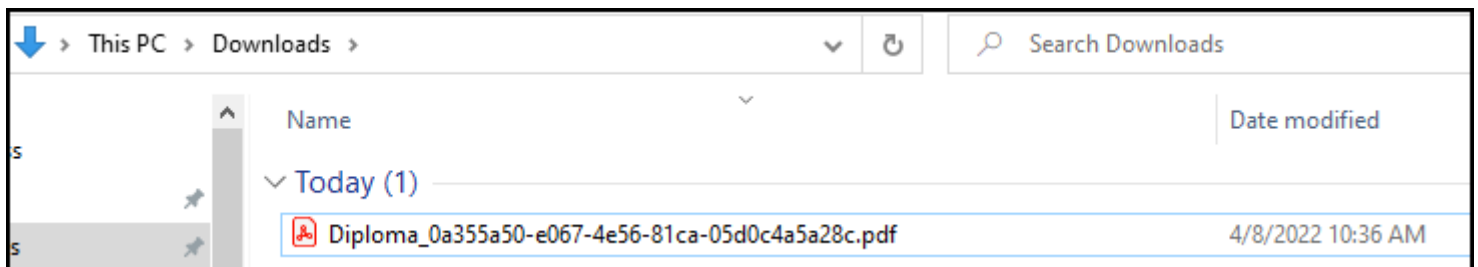 This PC > Downloads >
Search Downloads
Name
Date modified
s
Today (1)
Diploma_0a355a50-e067-4e56-81ca-05d0c4a5a28c.pdf
4/8/2022 10:36 AM
s